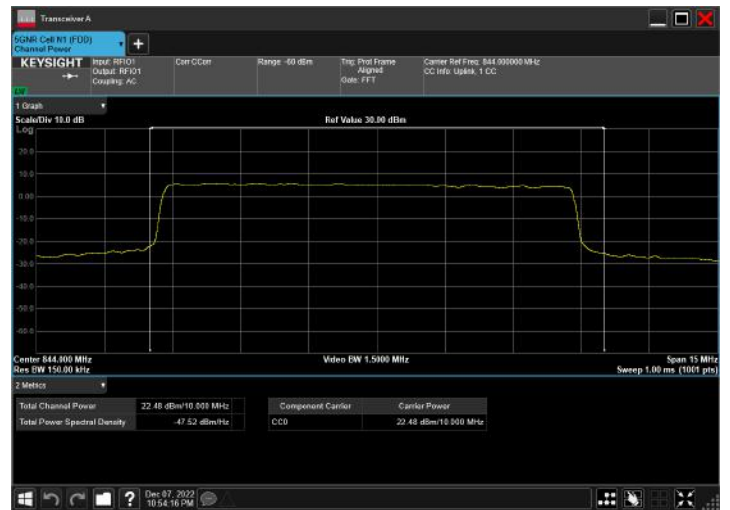 Transceiver A
5GNR Cell N1 (FDD)
Channel Power
KEYSIGHT
Input: RFIO1
Output: RFIO1
Coupling: AC
Corr CCorr
Range: -60 dBm
Trig: Prot Frame
Aligned
Gate: FFT
Carrier Ref Freq: 844.000000 MHz
CC Info: Uplink, 1 CC
1 Graph
Scale/Div 10.0 dB
Ref Value 30.00 dBm
Log
20.0
10.0
0.00
-10.0
-20.0
-30.0
-40.0
-50.0
-60.0
Center 844.000 MHz
Video BW 1.5000 MHz
Span 15 MHz
Res BW 150.00 kHz
Sweep 1.00 ms (1001 pts)
2 Metrics
Total Channel Power
22.48 dBm/10.000 MHz
Total Power Spectral Density
-47.52 dBm/Hz
Component Carrier
Carrier Power
CC0
22.48 dBm/10.000 MHz
Dec 07, 2022
10:54:16 PM